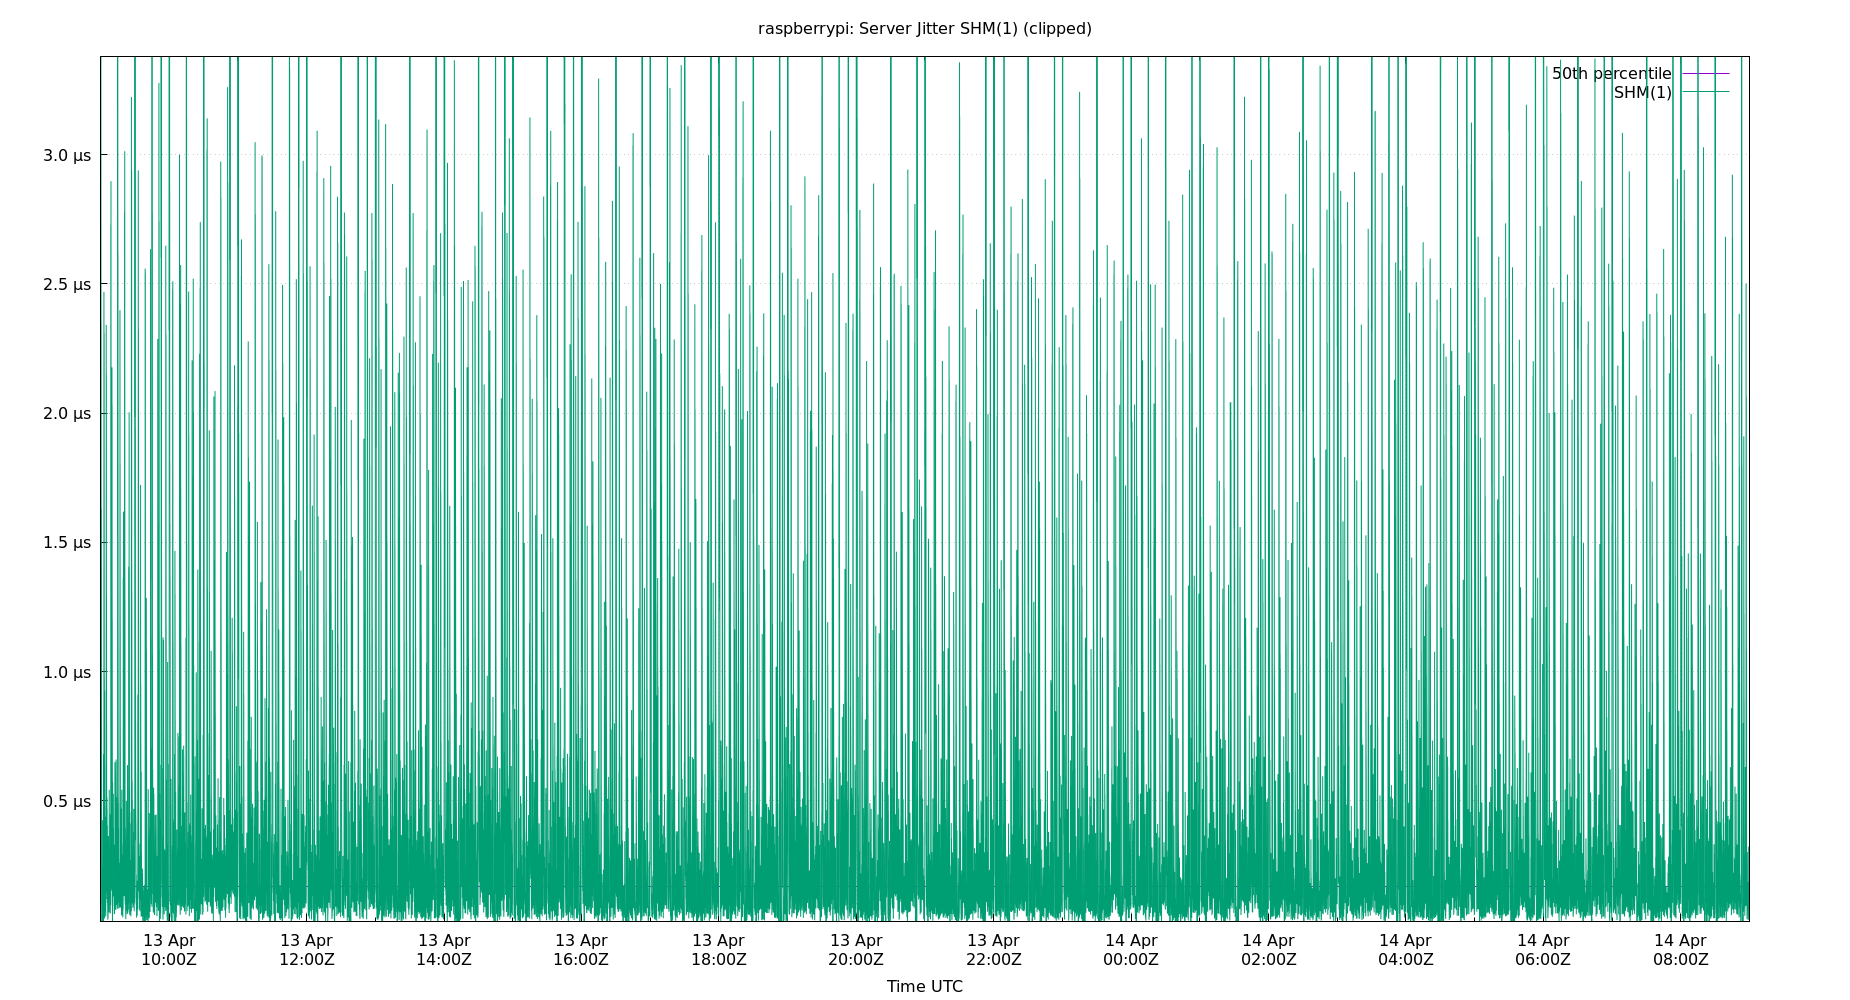 raspberrypi: Server Jitter SHM(1) (clipped)
50th percentile
SHM(1)
3.0 µs
2.5 µs
2.0 µs
1.5 µs
1.0 µs
0.5 µs
13 Apr 13 Apr 13 Apr 13 Apr 13 Apr 13 Apr 13 Apr 14 Apr 14 Apr 14 Apr 14 Apr 14 Apr
10:00Z 12:00Z 14:00Z 16:00Z 18:00Z 20:00Z 22:00Z 00:00Z 02:00Z 04:00Z 06:00Z 08:00Z
Time UTC